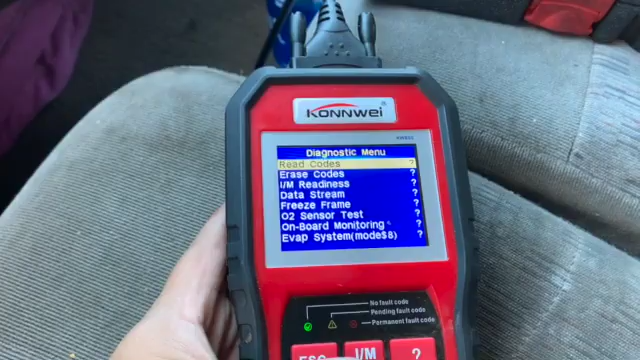 KONNWEI®
KW850
Diagnostic Menu
Read Codes ?
Erase Codes ?
I/M Readiness ?
Data Stream ?
Freeze Frame ?
O2 Sensor Test ?
On-Board Monitoring ?
Evap System(mode$8) ?
No fault code
Pending fault code
Permanent fault code
ESC I/M ?